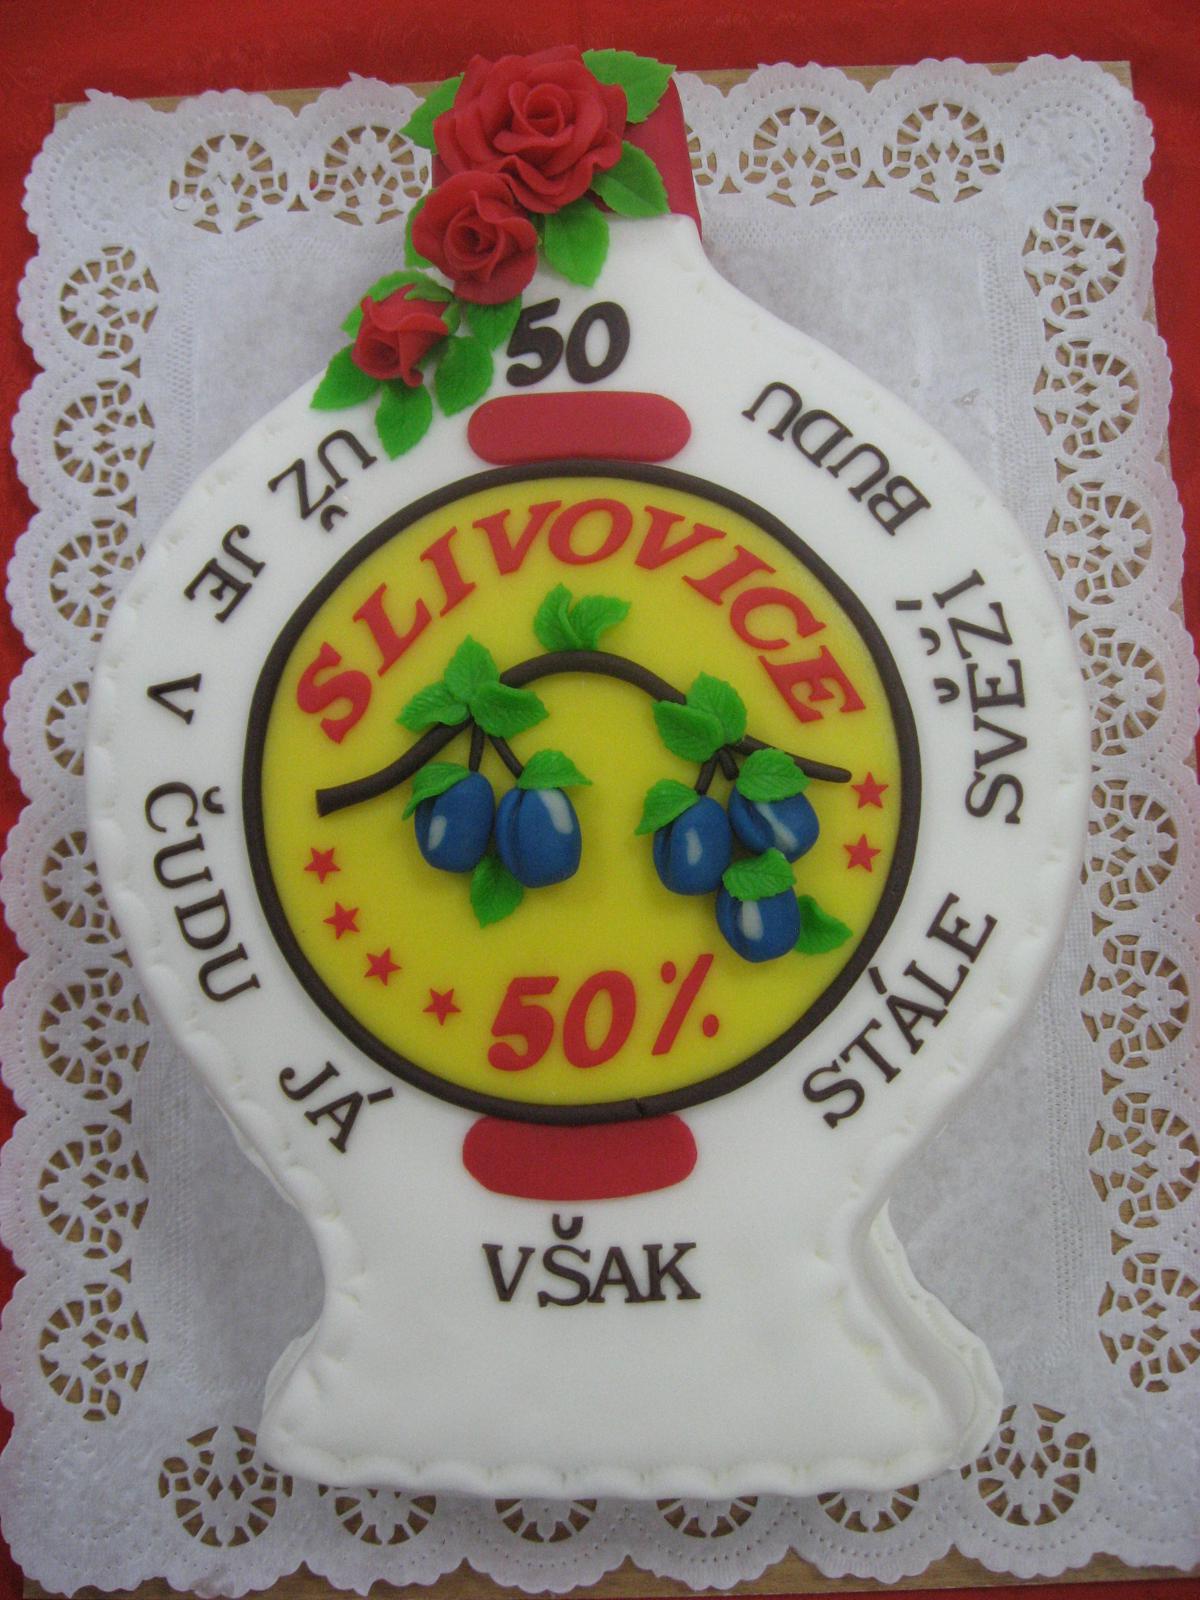 50
UŽ JE V ČUDU JÁ VŠAK STÁLE SVĚŽÍ BUDU
SLIVOVICE
50%